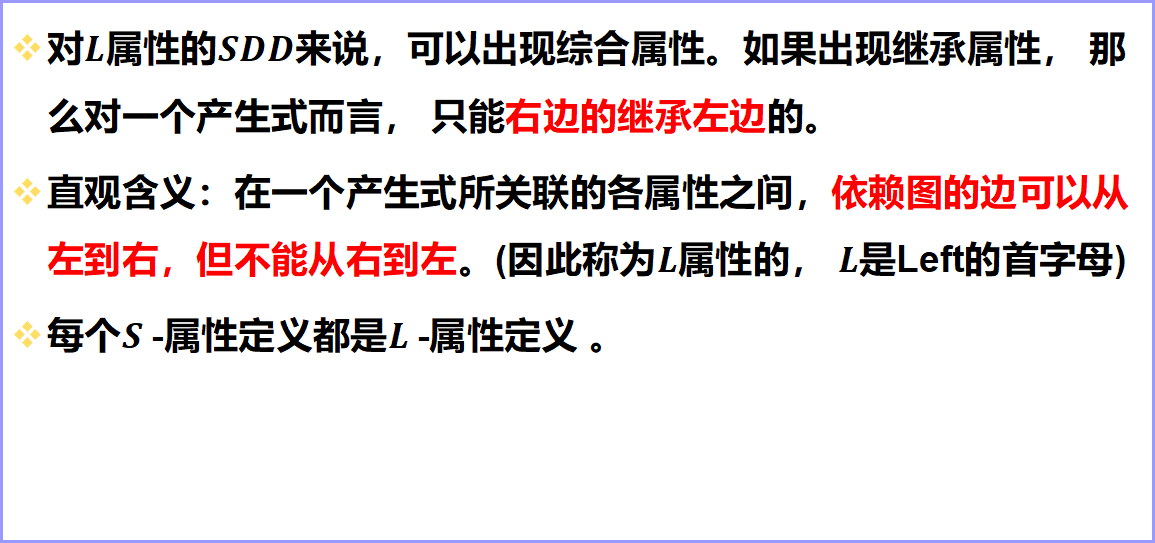 对L属性的SDD来说，可以出现综合属性。如果出现继承属性， 那
么对一个产生式而言， 只能右边的继承左边的。
直观含义：在一个产生式所关联的各属性之间，依赖图的边可以从
左到右，但不能从右到左。(因此称为L属性的， L是Left的首字母)
每个S -属性定义都是L -属性定义 。